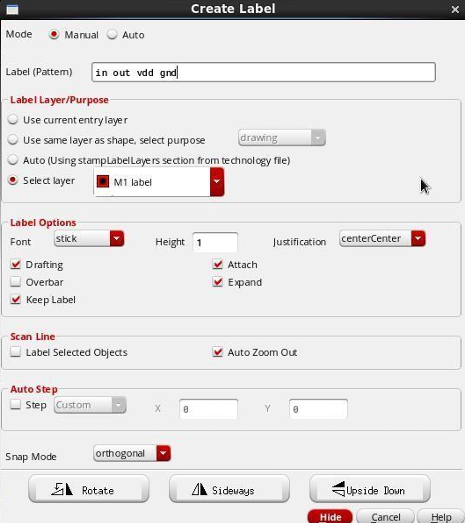 Create Label
Mode Manual Auto
Label (Pattern) in out vdd gnd
Label Layer/Purpose
Use current entry layer
Use same layer as shape, select purpose drawing
Auto (Using stampLabelLayers section from technology file)
Select layer M1 label
Label Options
Font stick Height 1 Justification centerCenter
Drafting Attach
Overbar Expand
Keep Label
Scan Line
Label Selected Objects Auto Zoom Out
Auto Step
Step Custom X 0 Y 0
Snap Mode orthogonal
Rotate Sideways Upside Down
Hide Cancel Help